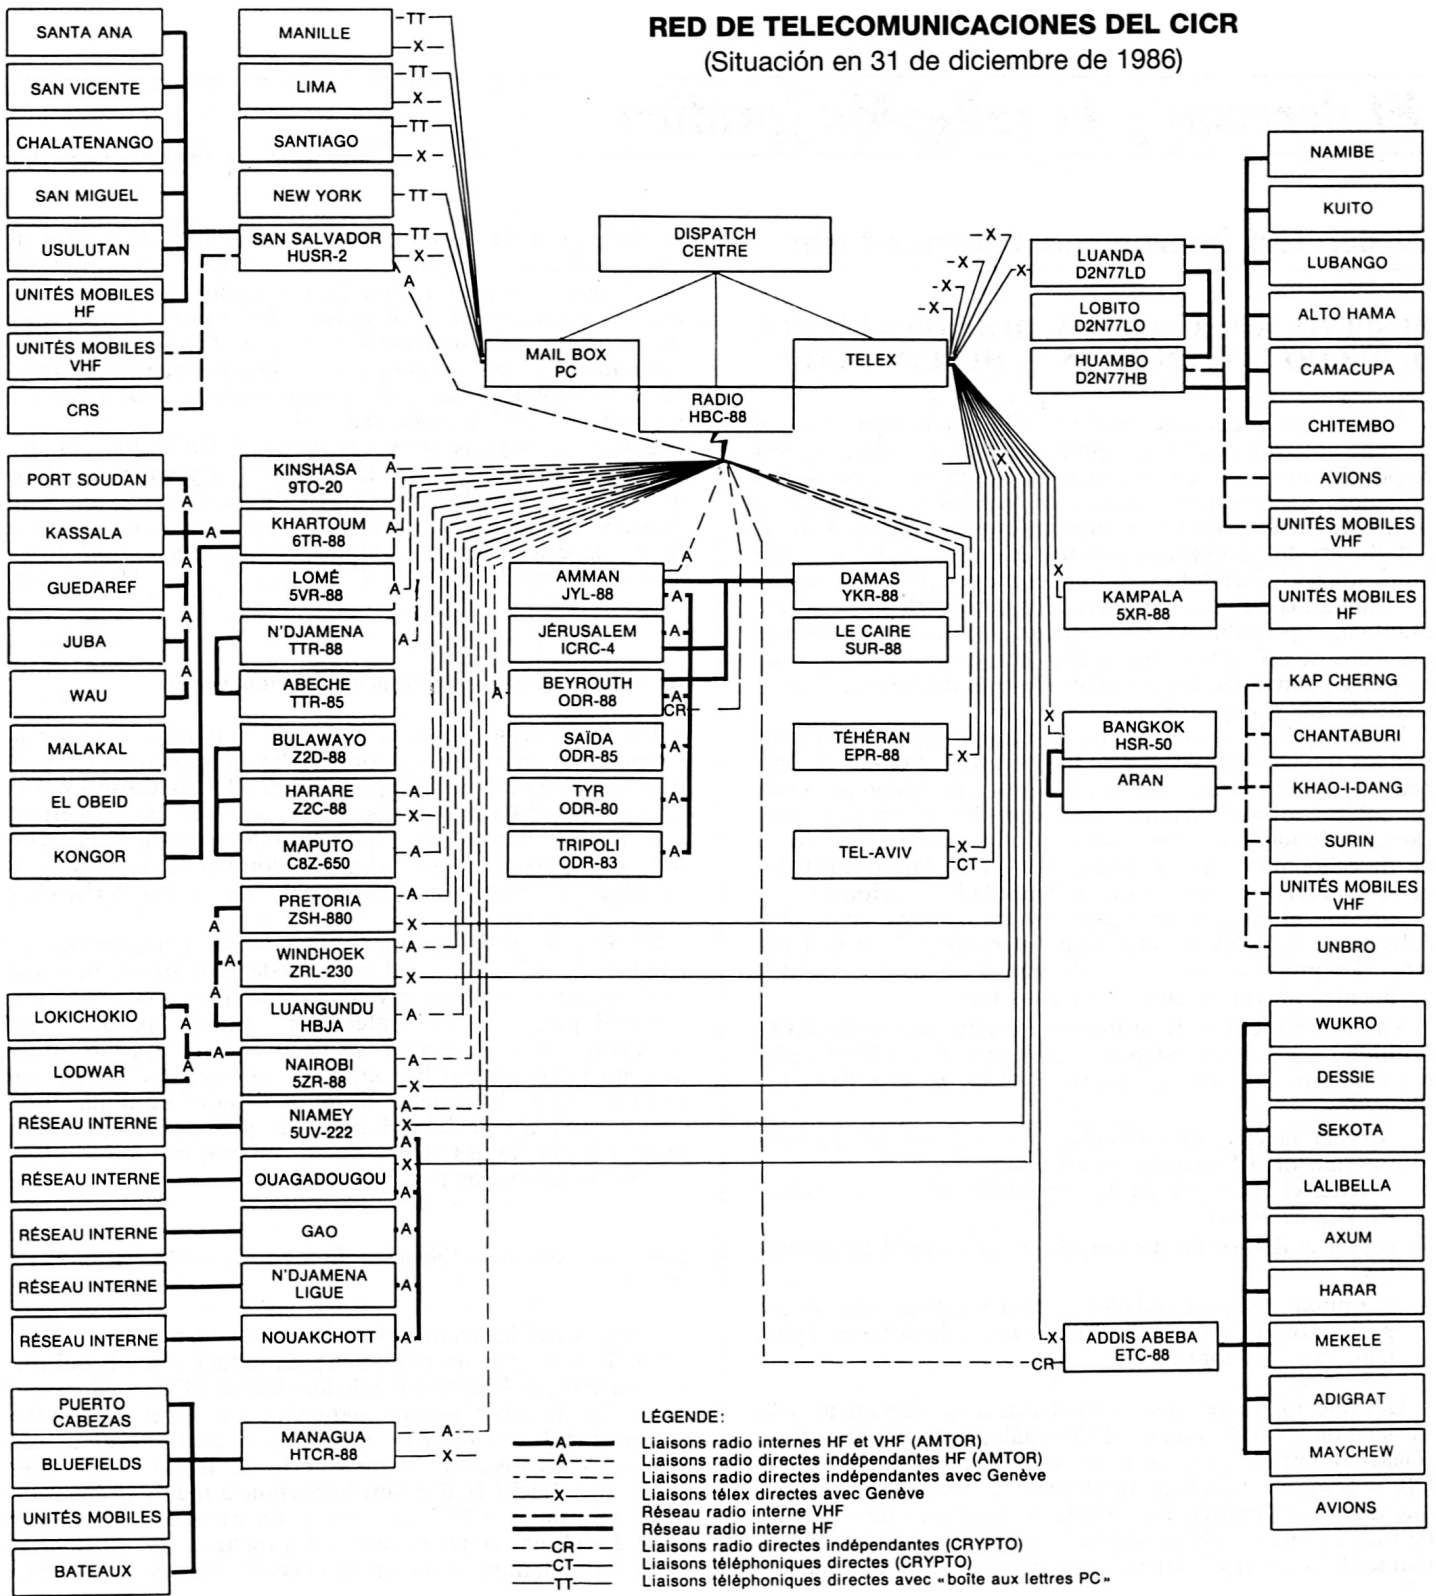 RED DE TELECOMUNICACIONES DEL CICR
(Situación en 31 de diciembre de 1986)
SANTA ANA
SAN VICENTE
CHALATENANGO
SAN MIGUEL
USULUTAN
UNITÉS MOBILES
HF
UNITÉS MOBILES
VHF
CRS
MANILLE
TT
X
LIMA
TT
X
SANTIAGO
TT
X
NEW YORK
TT
SAN SALVADOR
HUSR-2
TT
X
A
DISPATCH
CENTRE
MAIL BOX
PC
RADIO
HBC-88
TELEX
X
X
X
X
X
LUANDA
D2N77LD
LOBITO
D2N77LO
HUAMBO
D2N77HB
NAMIBE
KUITO
LUBANGO
ALTO HAMA
CAMACUPA
CHITEMBO
AVIONS
UNITÉS MOBILES
VHF
PORT SOUDAN
KASSALA
GUEDAREF
JUBA
WAU
MALAKAL
EL OBEID
KONGOR
A
A
A
A
A
KINSHASA
9TO-20
A
KHARTOUM
6TR-88
A
LOMÉ
5VR-88
A
N'DJAMENA
TTR-88
A
ABECHE
TTR-85
BULAWAYO
Z2D-88
HARARE
Z2C-88
A
X
MAPUTO
C8Z-650
A
PRETORIA
ZSH-880
A
X
WINDHOEK
ZRL-230
A
X
LUANGUNDU
HBJA
A
A
A
A
LOKICHOKIO
LODWAR
A
A
A
NAIROBI
5ZR-88
A
X
RÉSEAU INTERNE
NIAMEY
5UV-222
A
X
A
RÉSEAU INTERNE
OUAGADOUGOU
X
A
RÉSEAU INTERNE
GAO
A
RÉSEAU INTERNE
N'DJAMENA
LIGUE
A
RÉSEAU INTERNE
NOUAKCHOTT
A
PUERTO
CABEZAS
BLUEFIELDS
UNITÉS MOBILES
BATEAUX
MANAGUA
HTCR-88
A
X
AMMAN
JYL-88
A
A
JÉRUSALEM
ICRC-4
A
BEYROUTH
ODR-88
A
A
CR
SAÏDA
ODR-85
A
TYR
ODR-80
A
TRIPOLI
ODR-83
A
DAMAS
YKR-88
LE CAIRE
SUR-88
TÉHÉRAN
EPR-88
X
TEL-AVIV
X
CT
X
X
KAMPALA
5XR-88
UNITÉS MOBILES
HF
X
BANGKOK
HSR-50
ARAN
KAP CHERNG
CHANTABURI
KHAO-I-DANG
SURIN
UNITÉS MOBILES
VHF
UNBRO
X
CR
ADDIS ABEBA
ETC-88
WUKRO
DESSIE
SEKOTA
LALIBELLA
AXUM
HARAR
MEKELE
ADIGRAT
MAYCHEW
AVIONS
LÉGENDE:
A Liaisons radio internes HF et VHF (AMTOR)
A Liaisons radio directes indépendantes HF (AMTOR)
Liaisons radio directes indépendantes avec Genève
X Liaisons télex directes avec Genève
Réseau radio interne VHF
Réseau radio interne HF
CR Liaisons radio directes indépendantes (CRYPTO)
CT Liaisons téléphoniques directes (CRYPTO)
TT Liaisons téléphoniques directes avec «boîte aux lettres PC»